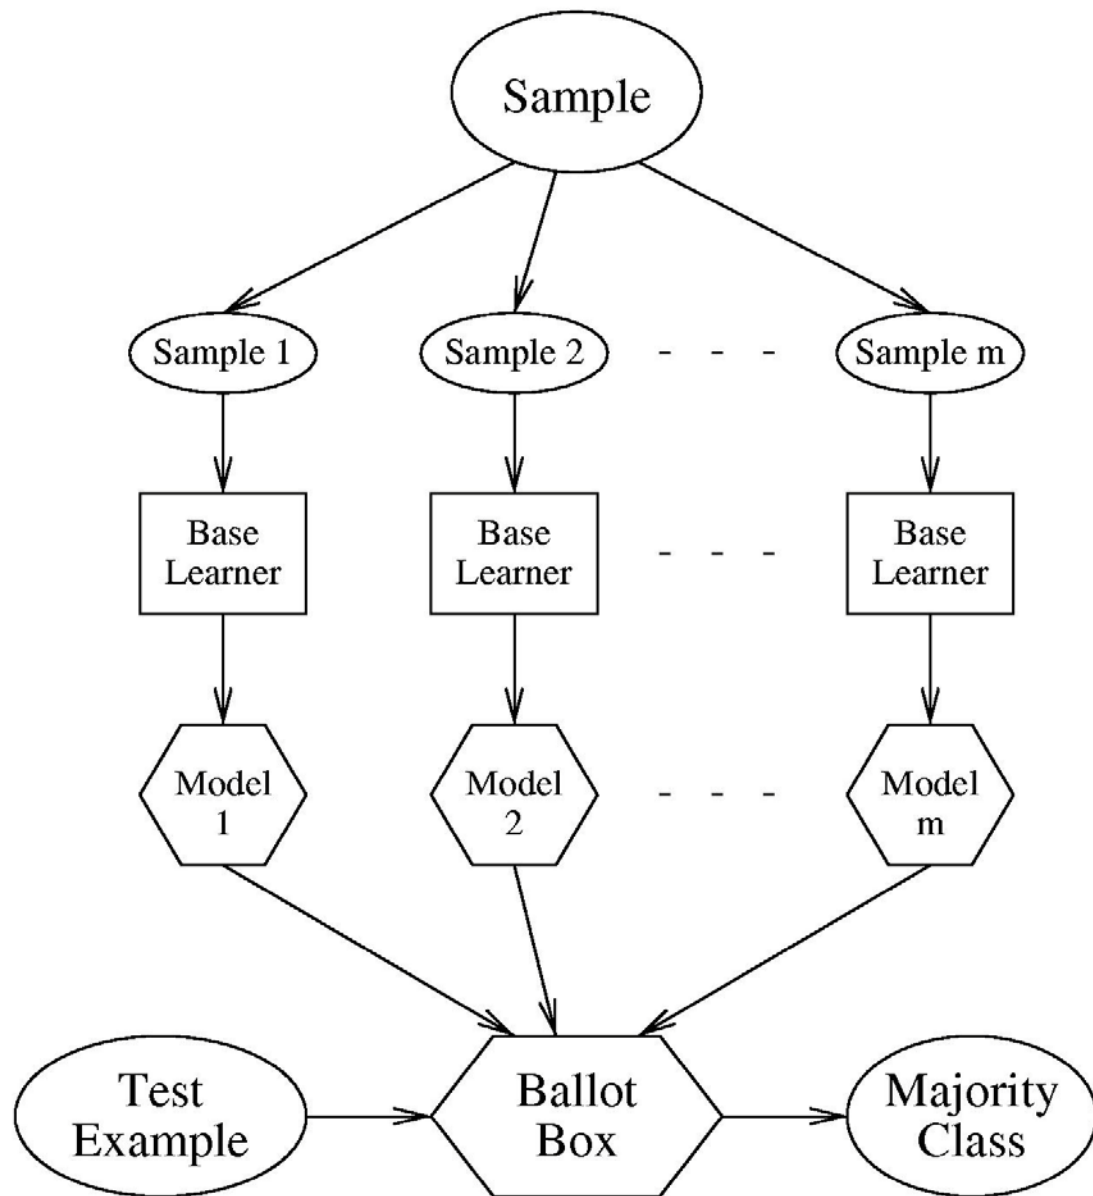 Sample
Sample 1
Sample 2
Sample m
Base
Learner
Base
Learner
Base
Learner
Model
1
Model
2
Model
m
Test
Example
Ballot
Box
Majority
Class